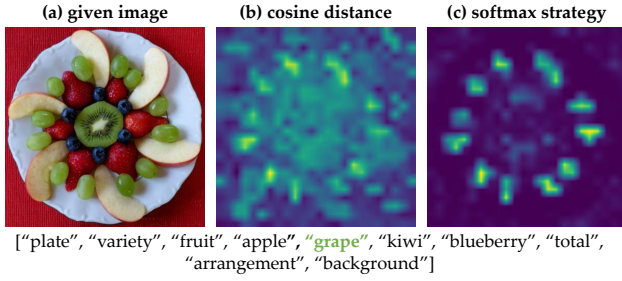 (a) given image (b) cosine distance (c) softmax strategy
[“plate”, “variety”, “fruit”, “apple”, “grape”, “kiwi”, “blueberry”, “total”,
“arrangement”, “background”]